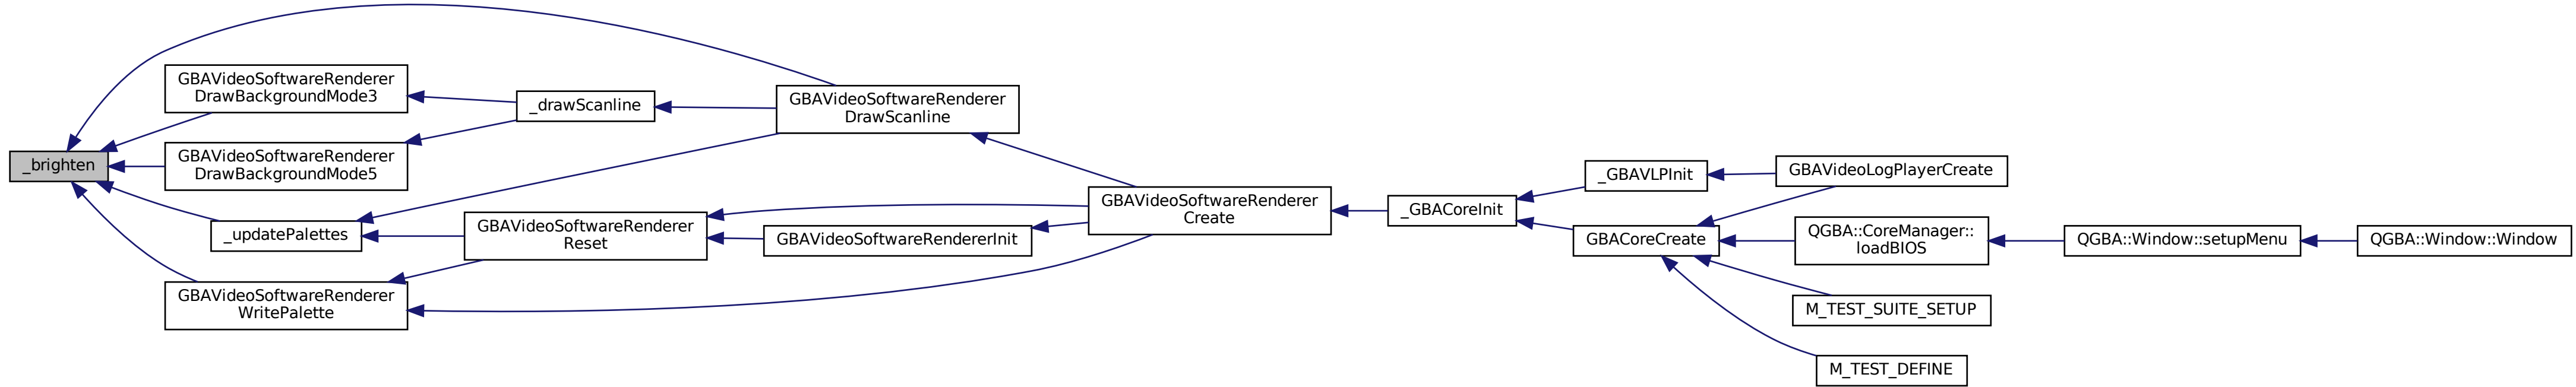 _brighten
GBAVideoSoftwareRenderer
DrawBackgroundMode3
GBAVideoSoftwareRenderer
DrawBackgroundMode5
_updatePalettes
GBAVideoSoftwareRenderer
WritePalette
_drawScanline
GBAVideoSoftwareRenderer
Reset
GBAVideoSoftwareRenderer
DrawScanline
GBAVideoSoftwareRendererInit
GBAVideoSoftwareRenderer
Create
_GBACoreInit
_GBAVLPInit
GBACoreCreate
GBAVideoLogPlayerCreate
QGBA::CoreManager::
loadBIOS
M_TEST_SUITE_SETUP
M_TEST_DEFINE
QGBA::Window::setupMenu
QGBA::Window::Window